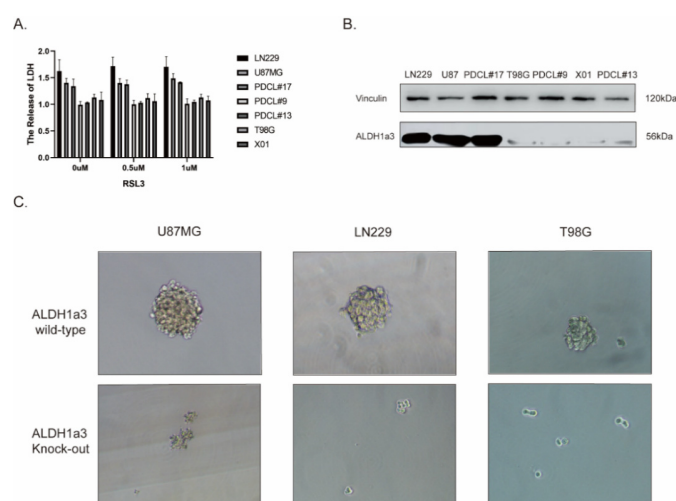 A.
The Release of LDH
2.0
1.5
1.0
0.5
0.0
0uM
0.5uM
1uM
RSL3
LN229
U87MG
PDCL#17
PDCL#9
PDCL#13
T98G
X01
B.
LN229 U87 PDCL#17 T98G PDCL#9 X01 PDCL#13
Vinculin 120kDa
ALDH1a3 56kDa
C.
U87MG LN229 T98G
ALDH1a3
wild-type
ALDH1a3
Knock-out